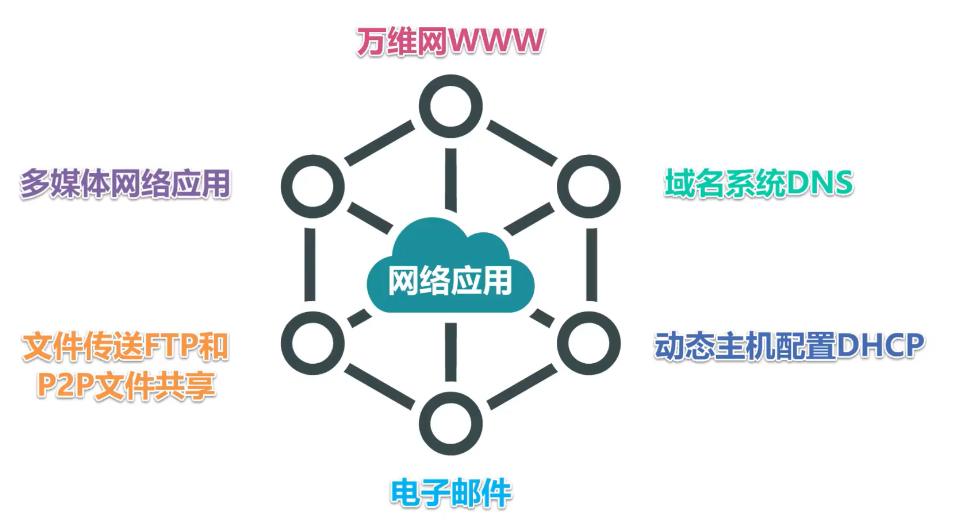 万维网WWW
多媒体网络应用
域名系统DNS
网络应用
文件传送FTP和
P2P文件共享
动态主机配置DHCP
电子邮件